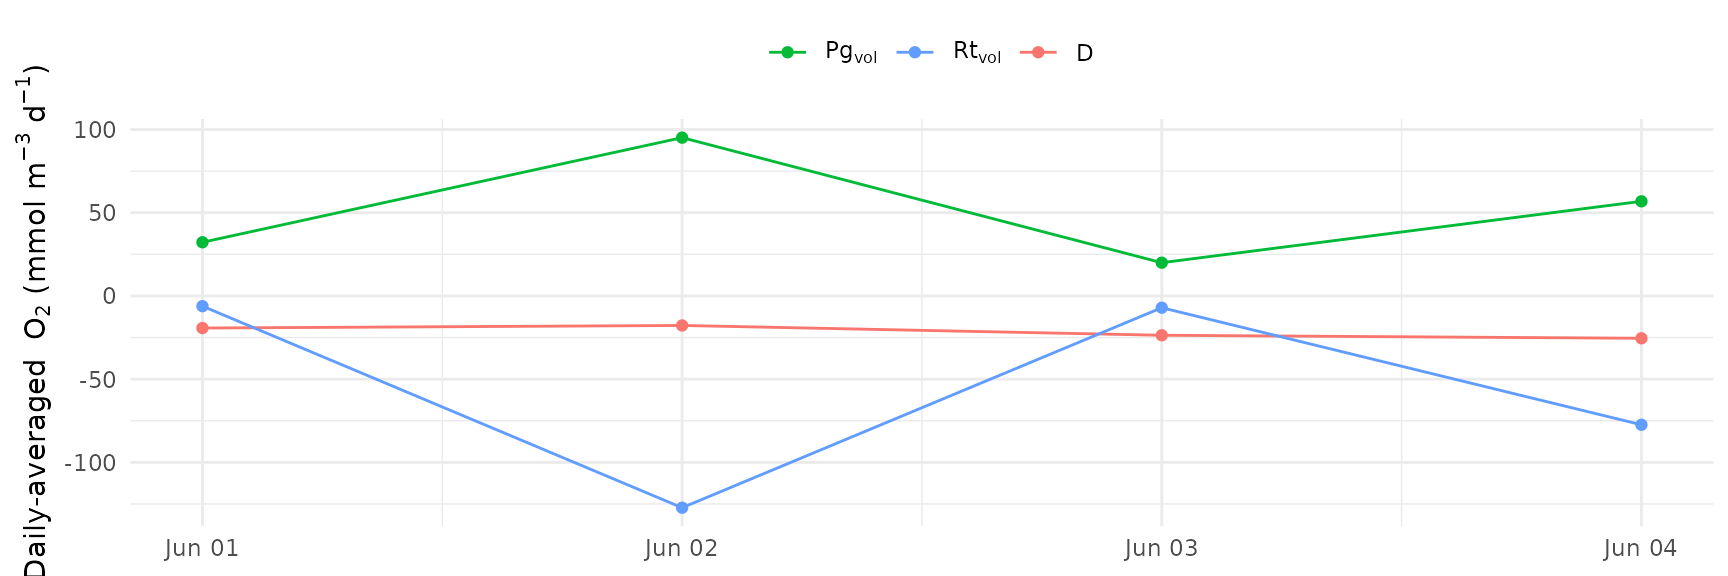 Pgvol Rtvol D
Daily-averaged O₂ (mmol m⁻³ d⁻¹)
100
50
0
-50
-100
Jun 01 Jun 02 Jun 03 Jun 04